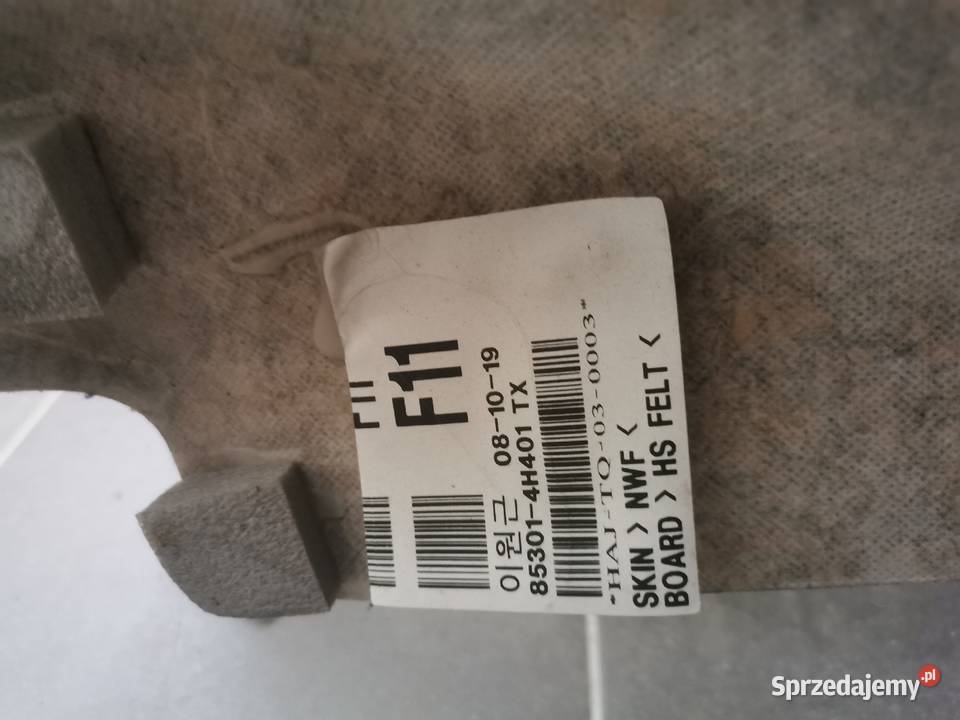 F11
F11
이원근 08-10-19
85301-4H401 TX
*HAJ-TQ-03-0003*
SKIN > NWF <
BOARD > HS FELT <
Sprzedajemy.pl